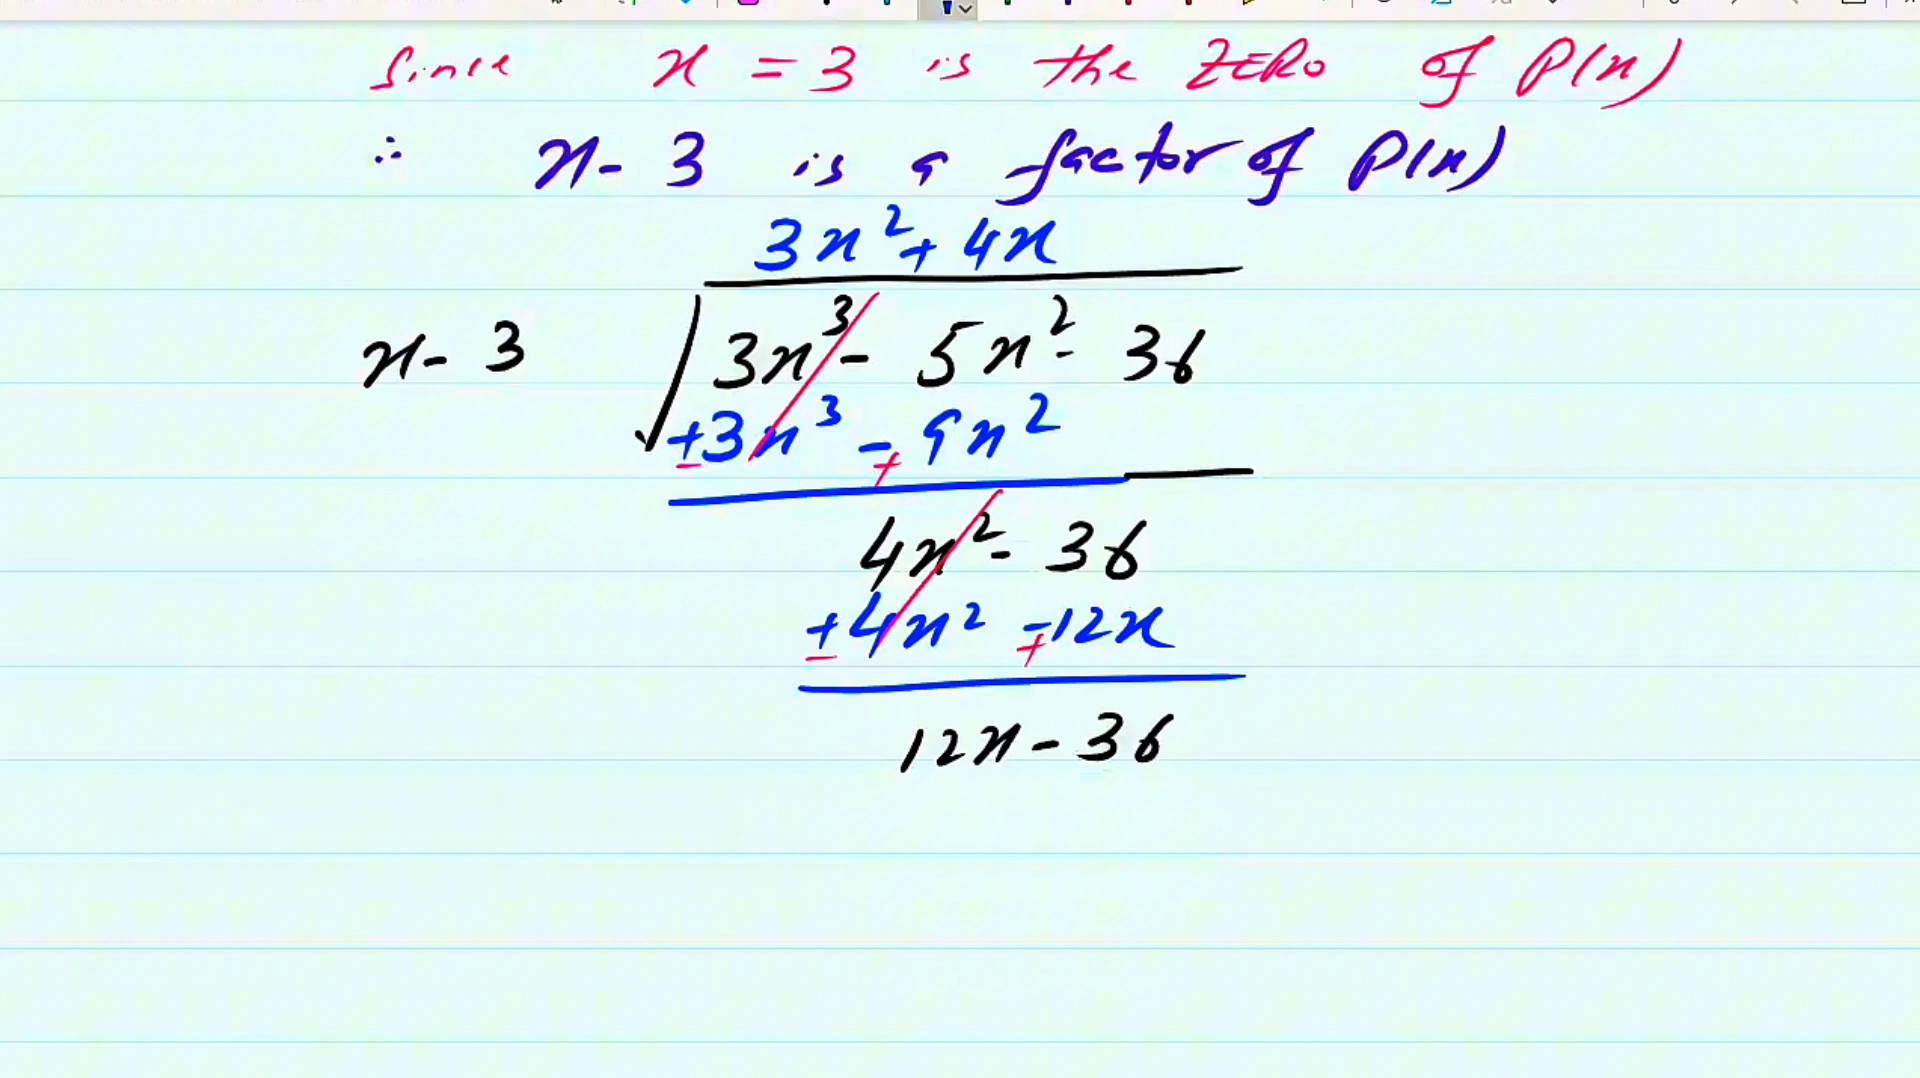 Since x = 3 is the ZERO of P(x)
∴ x - 3 is a factor of P(x)
3x² + 4x
x - 3 √ 3x³ - 5x² - 36
± 3x³ - 9x²
- +
4x² - 36
± 4x² - 12x
- +
12x - 36